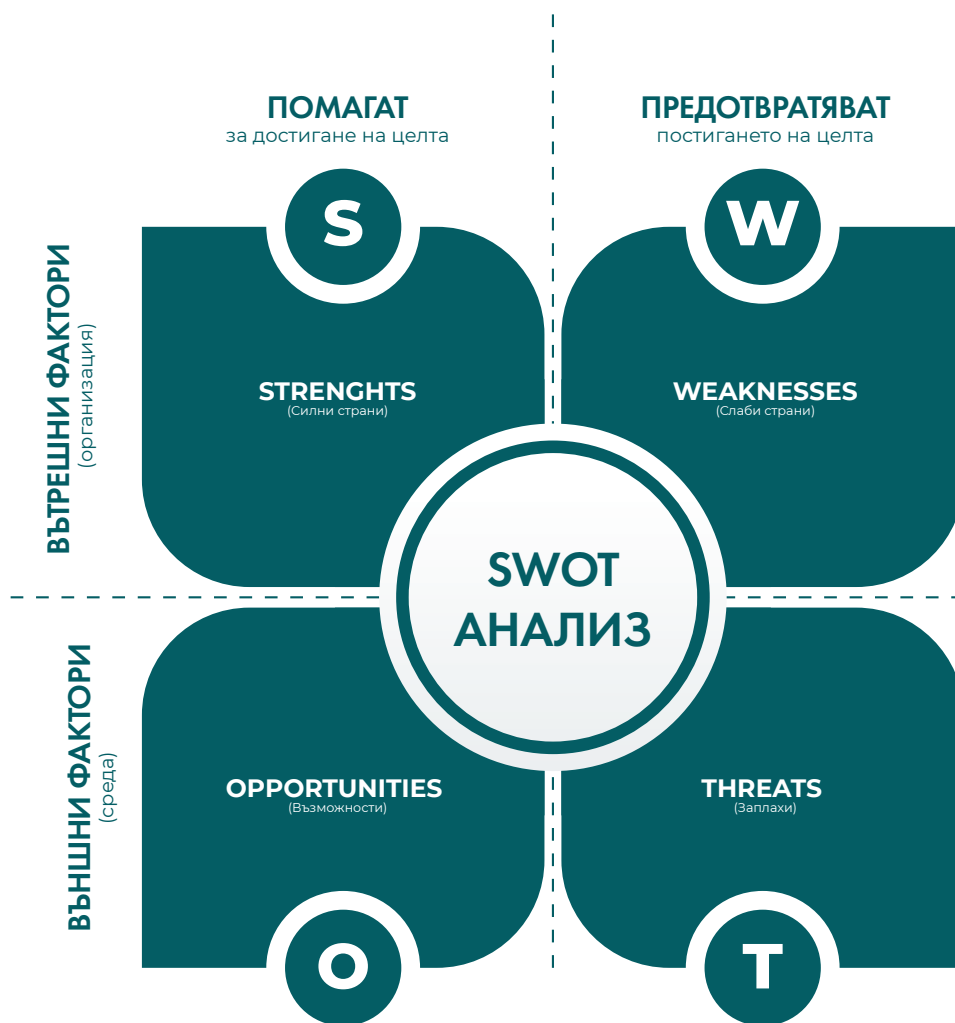 ПОМАГАТ
за достигане на целта
ПРЕДОТВРАТЯВАТ
постигането на целта
S
W
ВЪТРЕШНИ ФАКТОРИ
(организация)
STRENGHTS
(Силни страни)
WEAKNESSES
(Слаби страни)
SWOT
АНАЛИЗ
ВЪНШНИ ФАКТОРИ
(среда)
OPPORTUNITIES
(Възможности)
THREATS
(Заплахи)
O
T